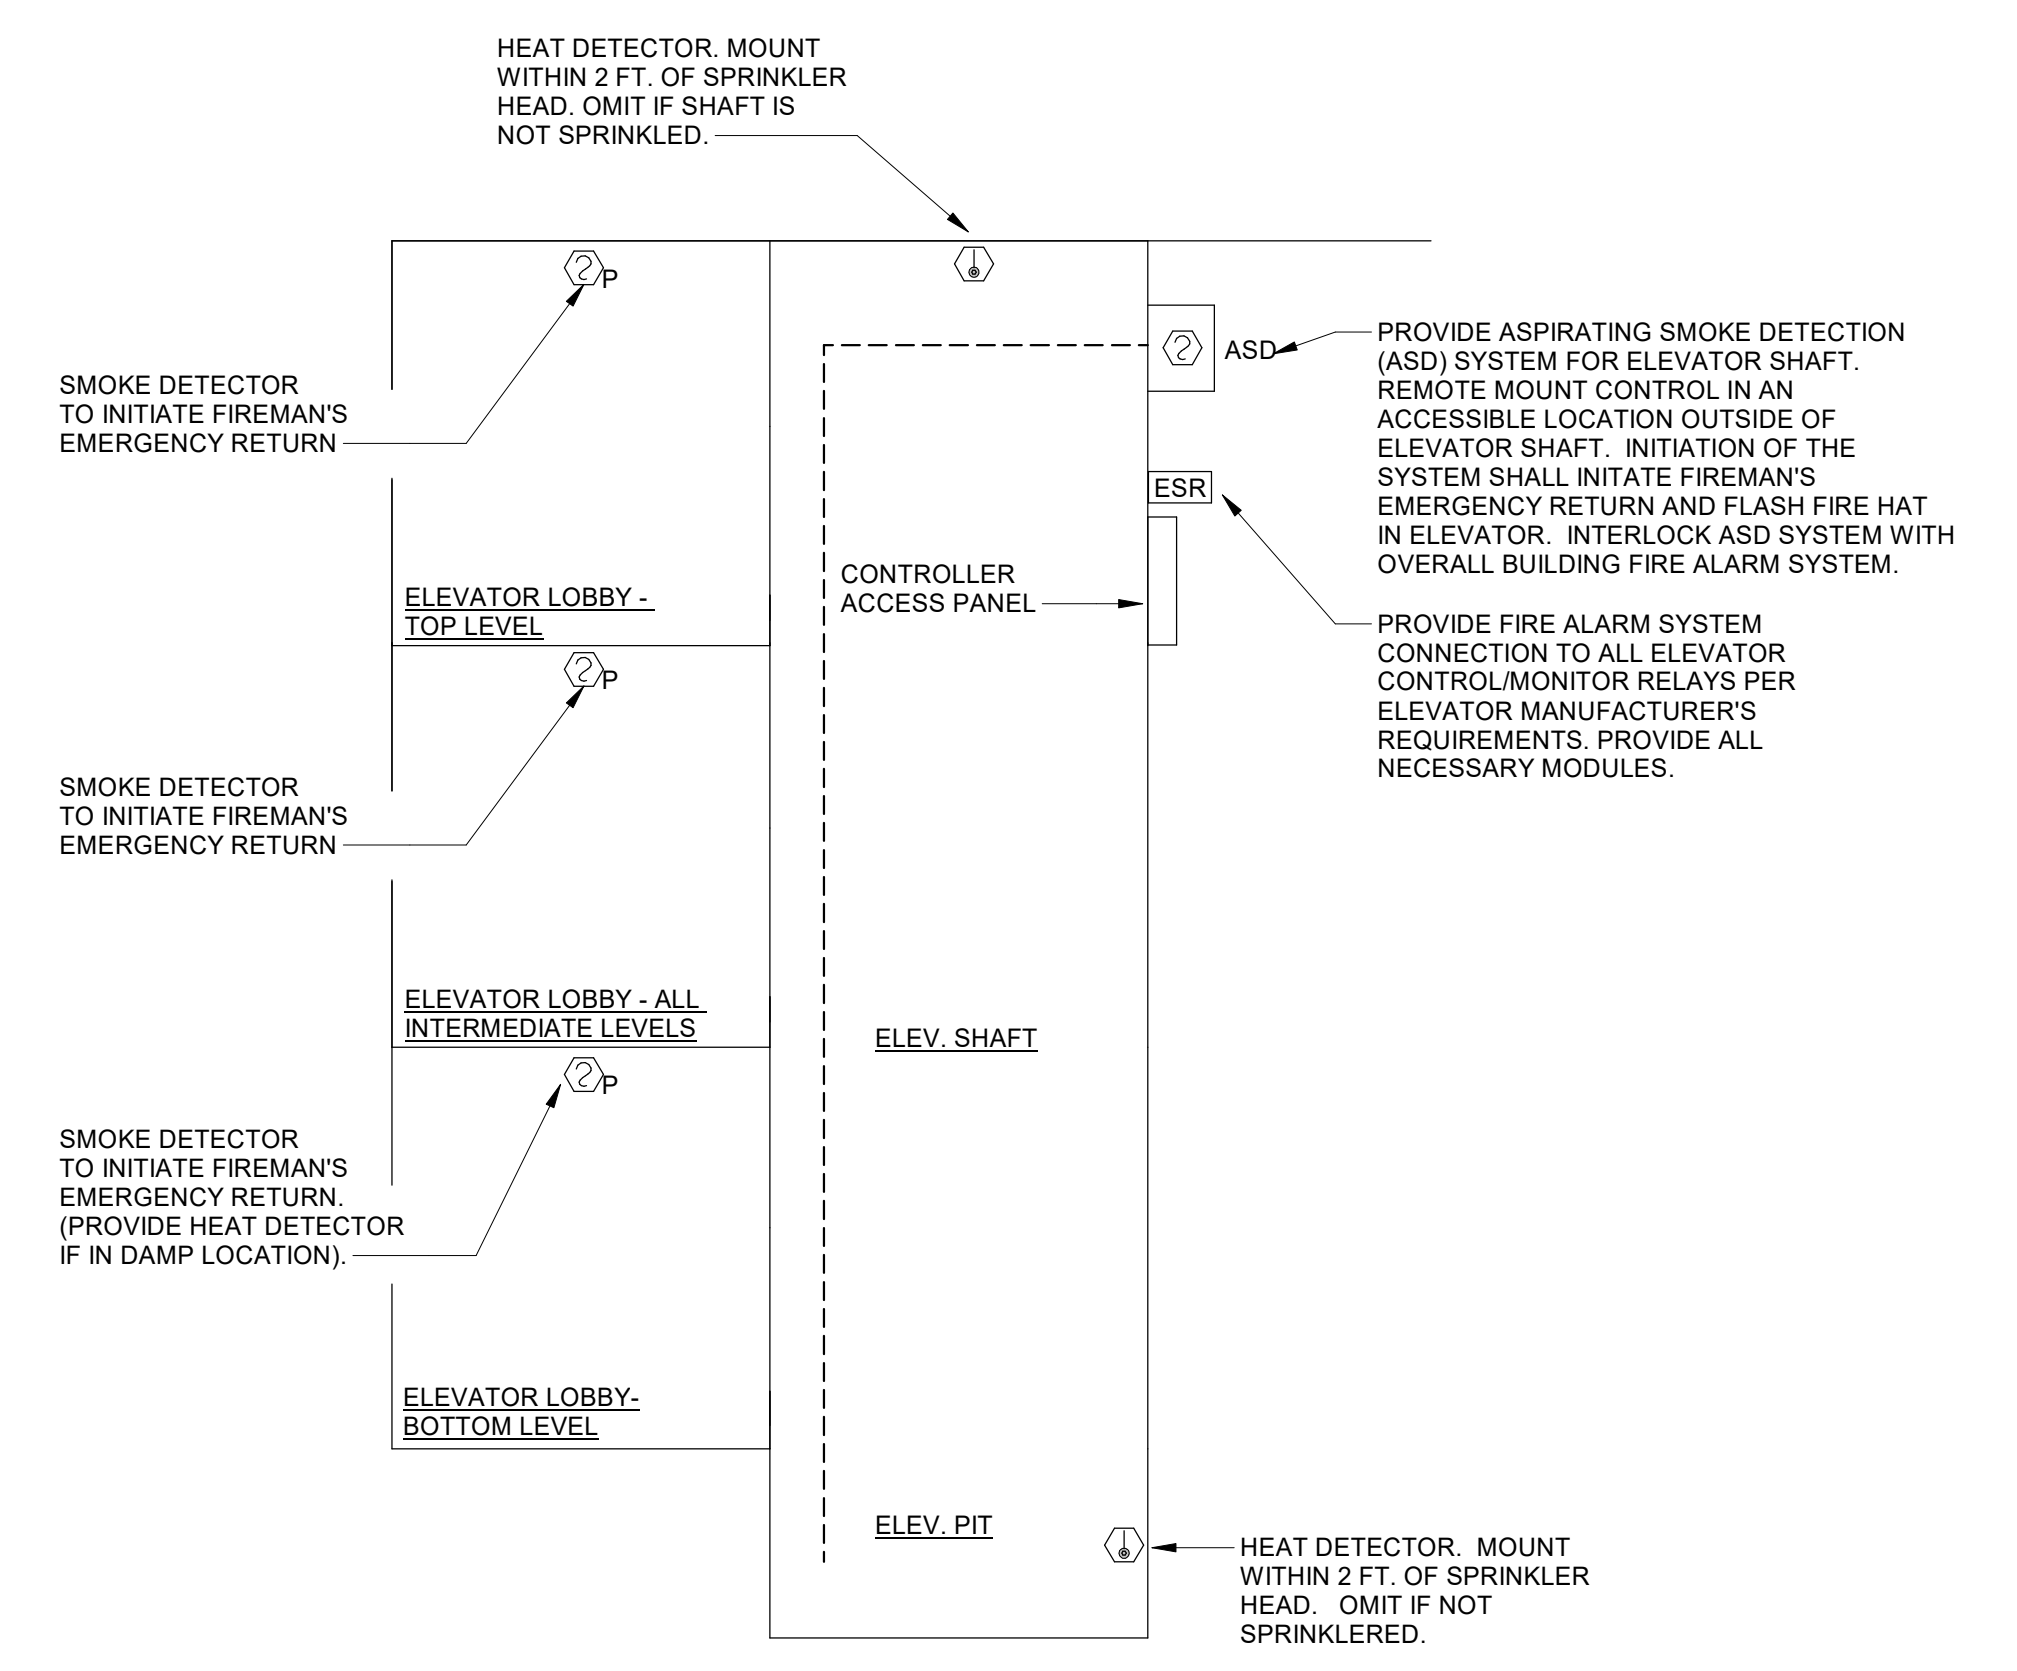 HEAT DETECTOR. MOUNT
WITHIN 2 FT. OF SPRINKLER
HEAD. OMIT IF SHAFT IS
NOT SPRINKLED.
P
SMOKE DETECTOR
TO INITIATE FIREMAN'S
EMERGENCY RETURN
ELEVATOR LOBBY -
TOP LEVEL
ASD
PROVIDE ASPIRATING SMOKE DETECTION
(ASD) SYSTEM FOR ELEVATOR SHAFT.
REMOTE MOUNT CONTROL IN AN
ACCESSIBLE LOCATION OUTSIDE OF
ELEVATOR SHAFT. INITIATION OF THE
SYSTEM SHALL INITATE FIREMAN'S
EMERGENCY RETURN AND FLASH FIRE HAT
IN ELEVATOR. INTERLOCK ASD SYSTEM WITH
OVERALL BUILDING FIRE ALARM SYSTEM.
ESR
CONTROLLER
ACCESS PANEL
PROVIDE FIRE ALARM SYSTEM
CONNECTION TO ALL ELEVATOR
CONTROL/MONITOR RELAYS PER
ELEVATOR MANUFACTURER'S
REQUIREMENTS. PROVIDE ALL
NECESSARY MODULES.
P
SMOKE DETECTOR
TO INITIATE FIREMAN'S
EMERGENCY RETURN
ELEVATOR LOBBY - ALL
INTERMEDIATE LEVELS
ELEV. SHAFT
P
SMOKE DETECTOR
TO INITIATE FIREMAN'S
EMERGENCY RETURN.
(PROVIDE HEAT DETECTOR
IF IN DAMP LOCATION).
ELEVATOR LOBBY-
BOTTOM LEVEL
ELEV. PIT
HEAT DETECTOR. MOUNT
WITHIN 2 FT. OF SPRINKLER
HEAD. OMIT IF NOT
SPRINKLERED.